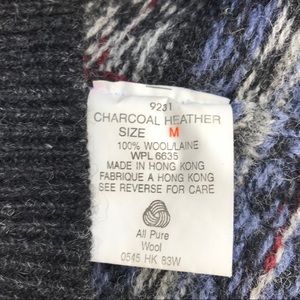 9231
CHARCOAL HEATHER
SIZE M
100% WOOL/LAINE
WPL 6635
MADE IN HONG KONG
FABRIQUE A HONG KONG
SEE REVERSE FOR CARE
All Pure
Wool
0545 HK 83W